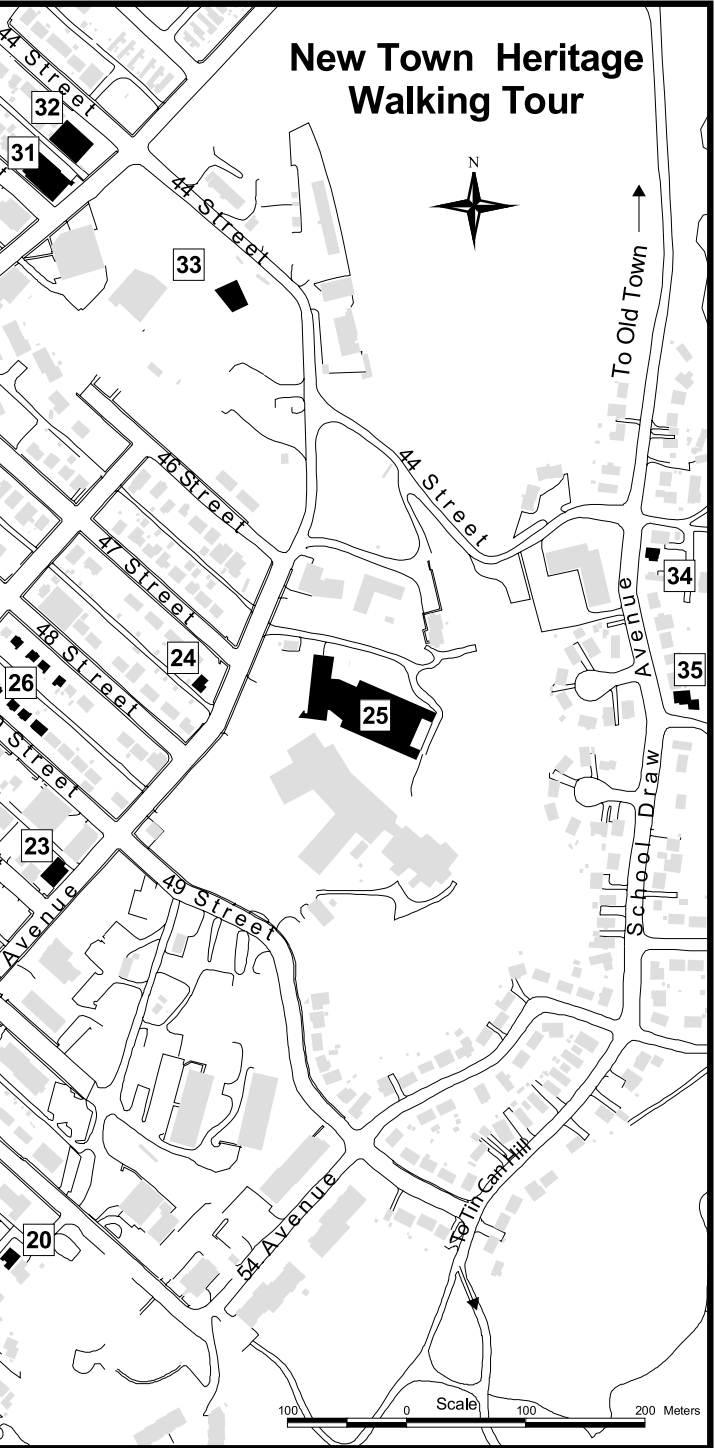 New Town Heritage
Walking Tour
N
44 Street
32
31
44 Street
33
To Old Town
44 Street
46 Street
47 Street
48 Street
34
Avenue
24
26
35
25
Street
School Draw
23
49 Street
Avenue
To Tin Can Hill
54 Avenue
20
Scale
100 0 100 200 Meters